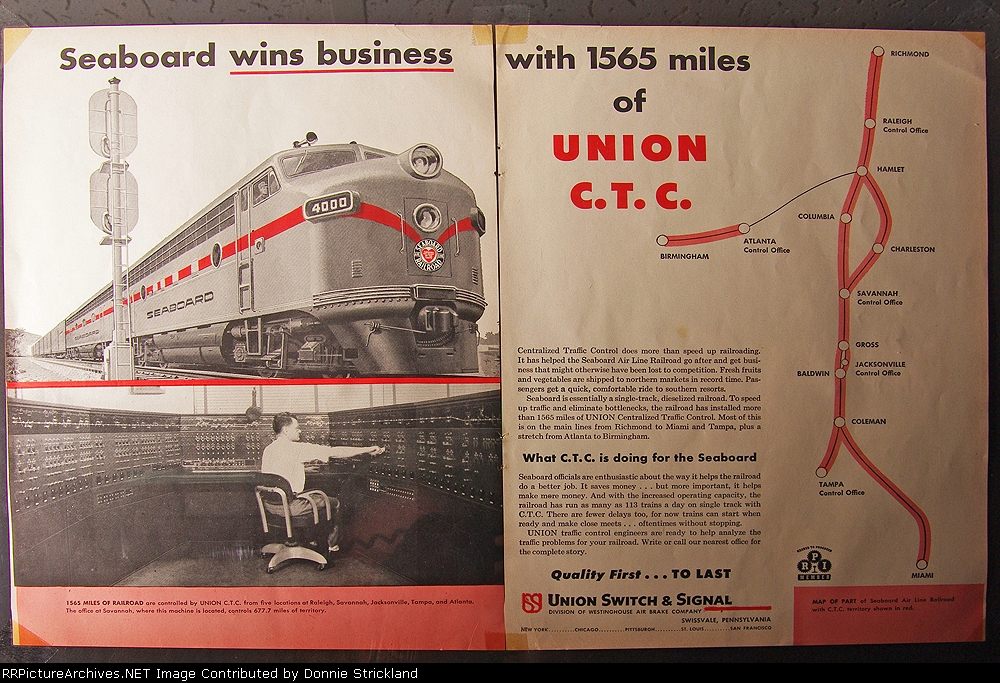 Seaboard wins business
4000
SEABOARD
SEABOARD
RAILROAD
SEABOARD
1565 MILES OF RAILROAD are controlled by UNION C.T.C. from five locations at Raleigh, Savannah, Jacksonville, Tampa, and Atlanta.
The office at Savannah, where this machine is located, controls 677.7 miles of territory.
with 1565 miles
of
UNION
C.T.C.
RICHMOND
RALEIGH
Control Office
HAMLET
COLUMBIA
ATLANTA
Control Office
BIRMINGHAM
CHARLESTON
SAVANNAH
Control Office
GROSS
JACKSONVILLE
Control Office
BALDWIN
COLEMAN
TAMPA
Control Office
MIAMI
Centralized Traffic Control does more than speed up railroading.
It has helped the Seaboard Air Line Railroad go after and get busi-
ness that might otherwise have been lost to competition. Fresh fruits
and vegetables are shipped to northern markets in record time. Pas-
sengers get a quick, comfortable ride to southern resorts.
Seaboard is essentially a single-track, dieselized railroad. To speed
up traffic and eliminate bottlenecks, the railroad has installed more
than 1565 miles of UNION Centralized Traffic Control. Most of this
is on the main lines from Richmond to Miami and Tampa, plus a
stretch from Atlanta to Birmingham.
What C.T.C. is doing for the Seaboard
Seaboard officials are enthusiastic about the way it helps the railroad
do a better job. It saves money . . . but more important, it helps
make more money. And with the increased operating capacity, the
railroad has run as many as 113 trains a day on single track with
C.T.C. There are fewer delays too, for now trains can start when
ready and make close meets . . . oftentimes without stopping.
UNION traffic control engineers are ready to help analyze the
traffic problems for your railroad. Write or call our nearest office for
the complete story.
Quality First . . . TO LAST
UNION SWITCH & SIGNAL
DIVISION OF WESTINGHOUSE AIR BRAKE COMPANY
SWISSVALE, PENNSYLVANIA
NEW YORK..........CHICAGO..........PITTSBURGH..........ST. LOUIS..........SAN FRANCISCO
PRI
MEMBER
MAP OF PART of Seaboard Air Line Railroad
with C.T.C. territory shown in red.
RRPictureArchives.NET Image Contributed by Donnie Strickland